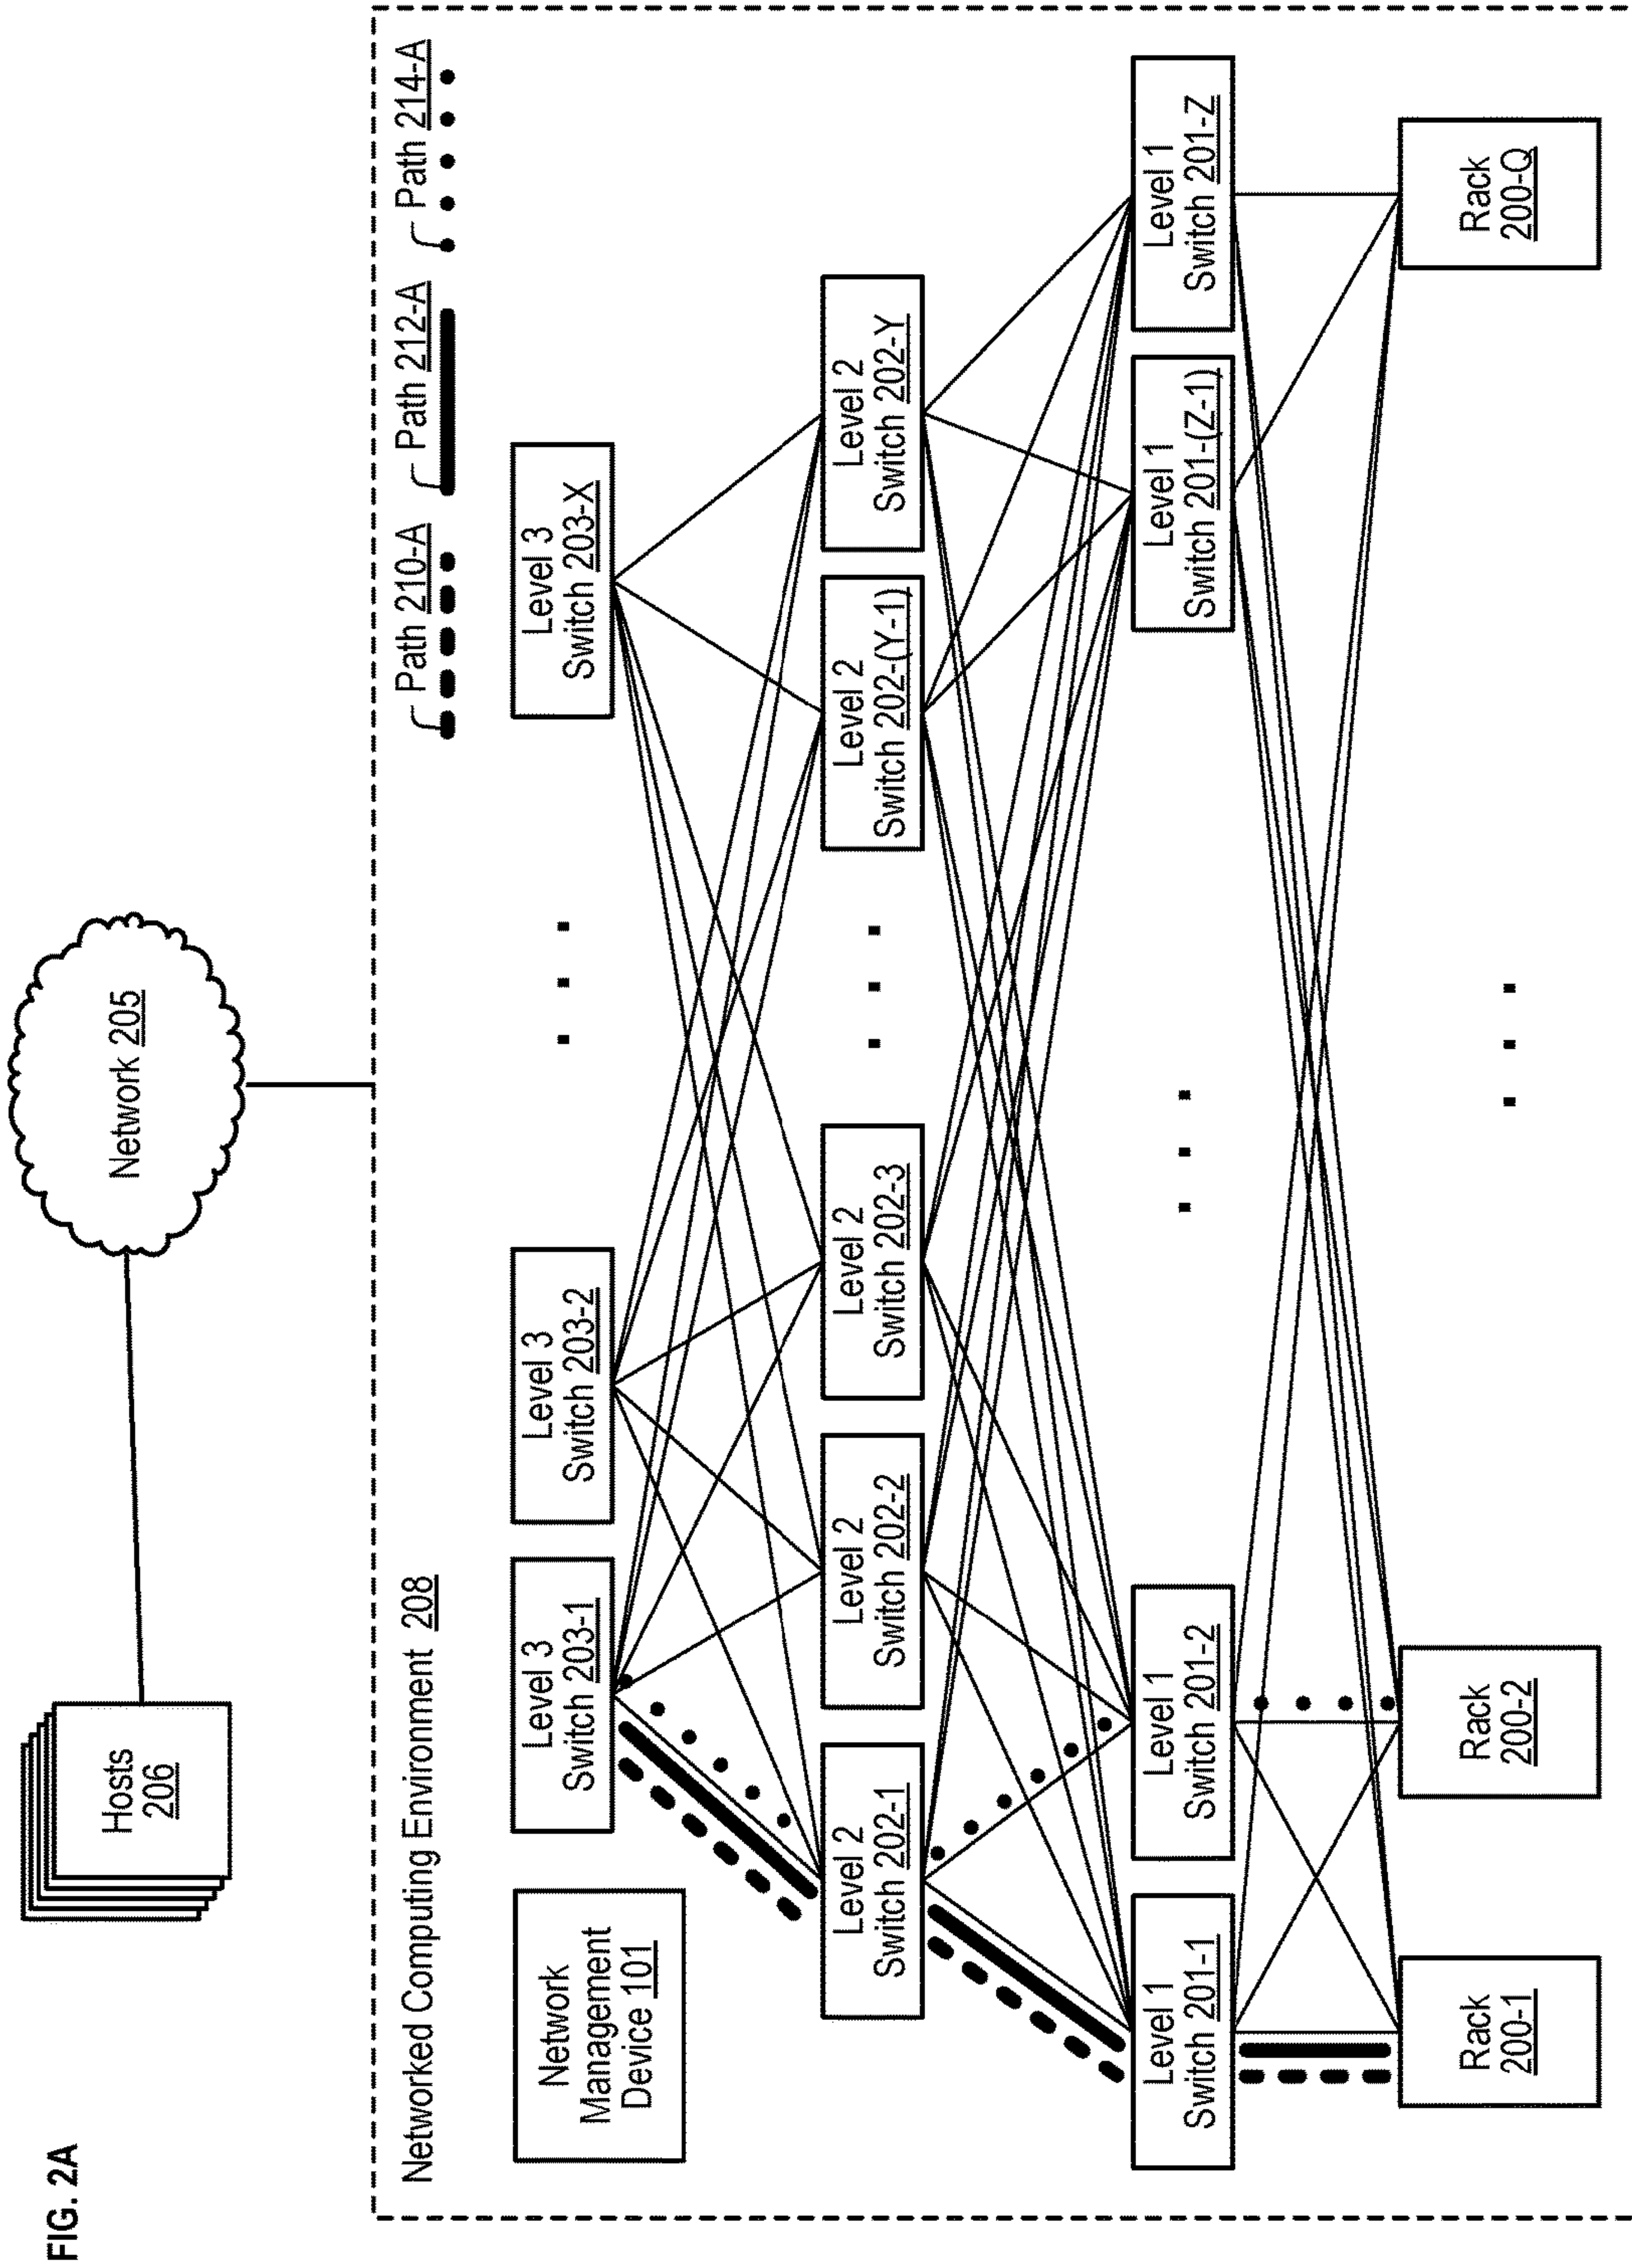 FIG. 2A
Hosts
206
Network 205
Networked Computing Environment 208
Path 210-A
Path 212-A
Path 214-A
Network
Management
Device 101
Level 3
Switch 203-1
Level 3
Switch 203-2
. . .
Level 3
Switch 203-X
Level 2
Switch 202-1
Level 2
Switch 202-2
Level 2
Switch 202-3
. . .
Level 2
Switch 202-(Y-1)
Level 2
Switch 202-Y
Level 1
Switch 201-1
Level 1
Switch 201-2
. . .
Level 1
Switch 201-(Z-1)
Level 1
Switch 201-Z
Rack
200-1
Rack
200-2
. . .
Rack
200-Q